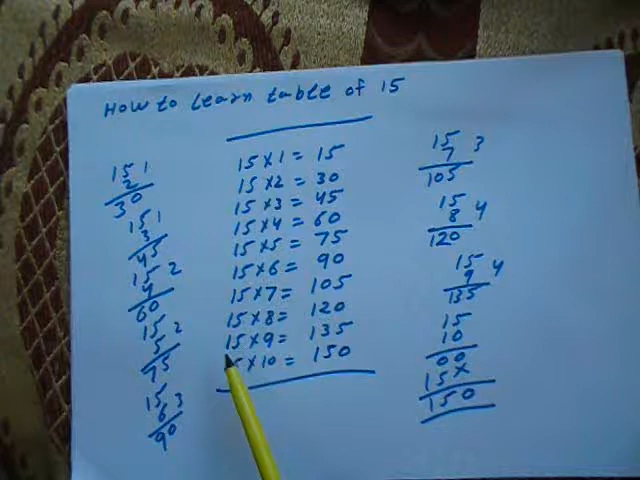 How to learn table of 15
15 × 1 = 15
15 × 2 = 30
15 × 3 = 45
15 × 4 = 60
15 × 5 = 75
15 × 6 = 90
15 × 7 = 105
15 × 8 = 120
15 × 9 = 135
5 × 10 = 150
15 1
2
30
15 1
3
45
15 2
4
60
15 2
5
75
15 3
6
90
15 3
7
105
15 4
8
120
15 4
9
135
15
10
00
15×
150